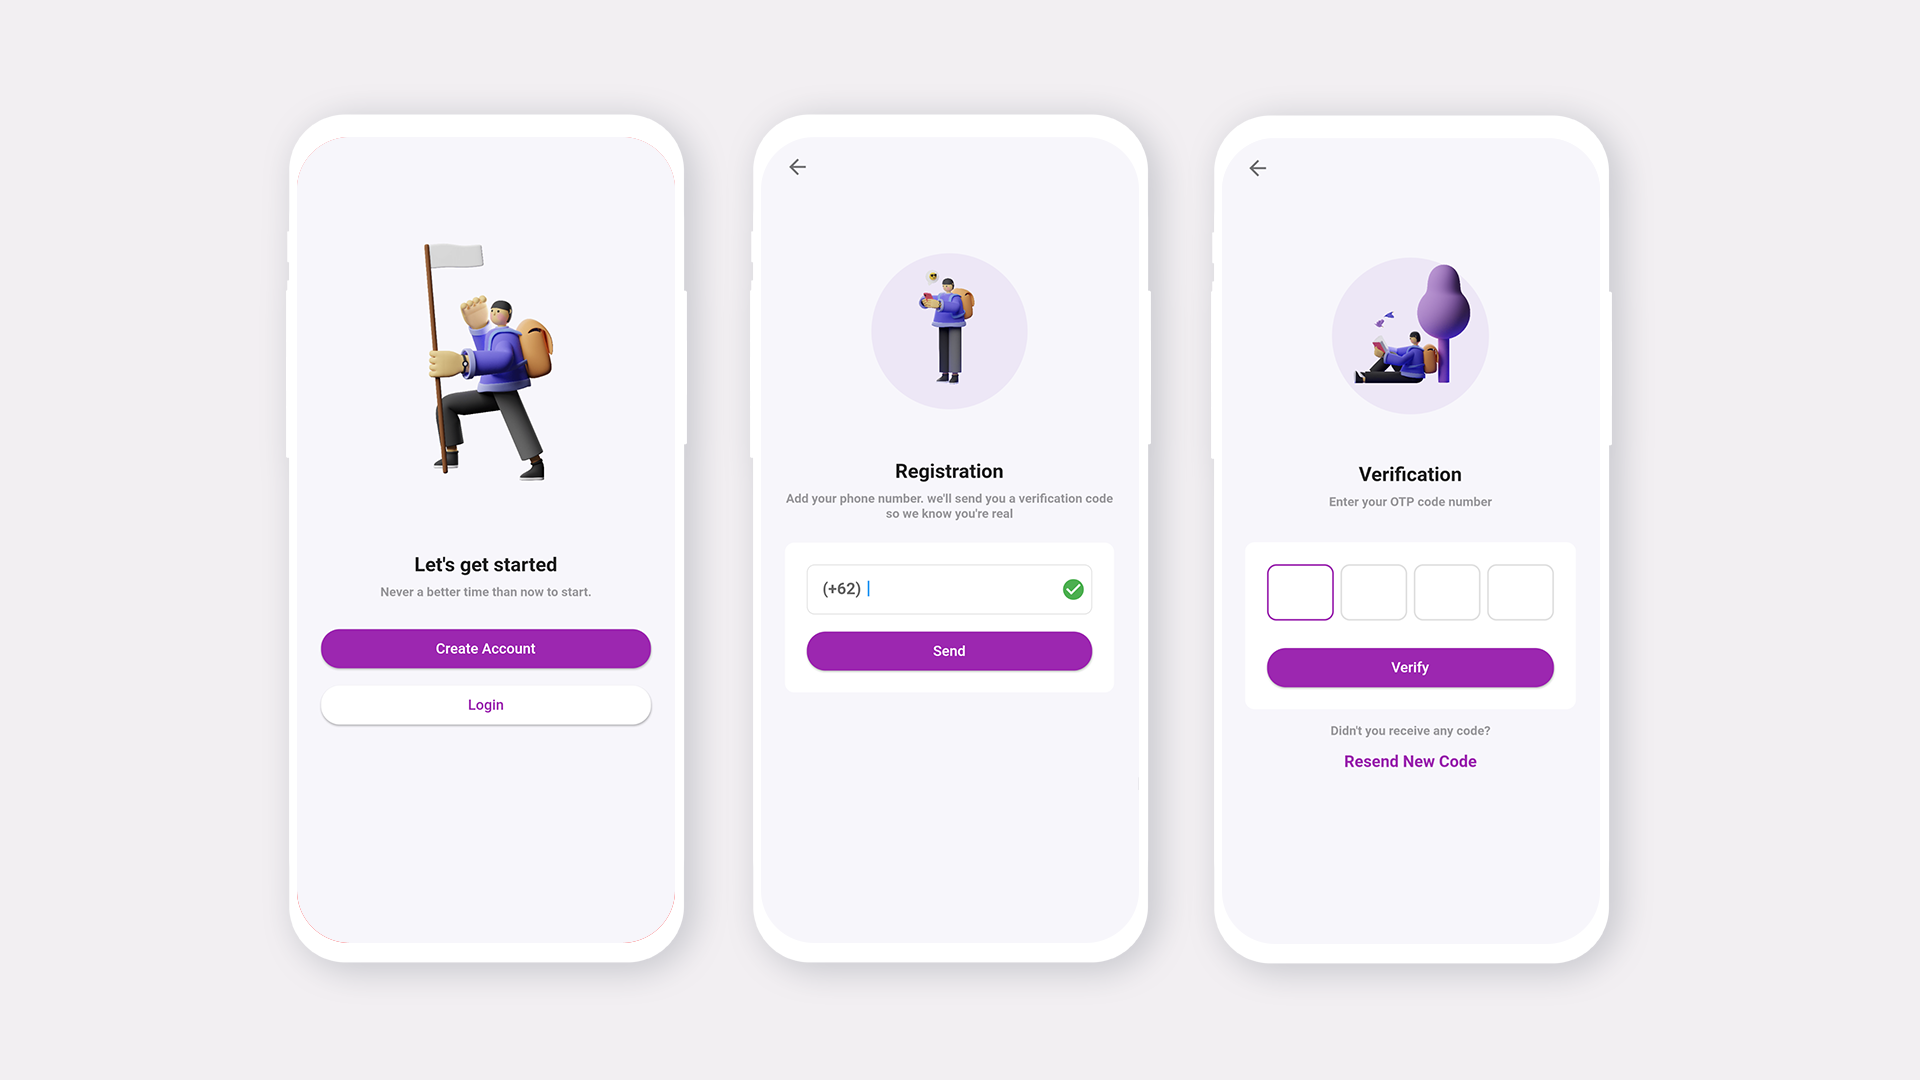 Let's get started
Never a better time than now to start.
Create Account
Login
Registration
Add your phone number. we'll send you a verification code
so we know you're real
(+62)
Send
Verification
Enter your OTP code number
Verify
Didn't you receive any code?
Resend New Code